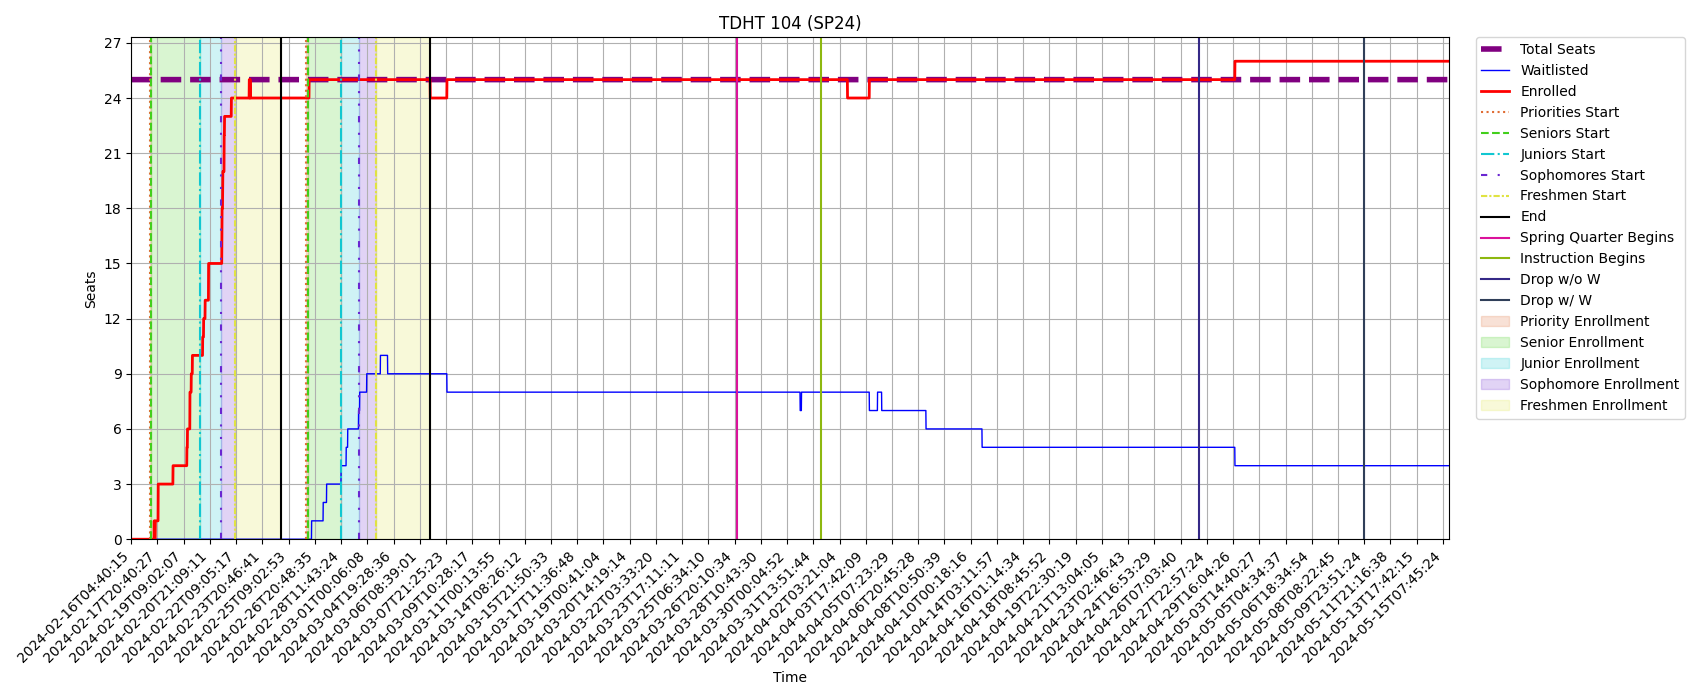 TDHT 104 (SP24)
27
24
21
18
15
12
9
6
3
0
Seats
2024-02-16T04:40:15
2024-02-17T20:40:27
2024-02-19T09:02:07
2024-02-20T21:09:11
2024-02-22T09:05:17
2024-02-23T20:46:41
2024-02-25T09:02:53
2024-02-26T20:48:35
2024-02-28T11:43:24
2024-03-01T00:06:08
2024-03-04T19:28:36
2024-03-06T08:39:01
2024-03-07T21:25:23
2024-03-09T10:28:17
2024-03-11T00:13:55
2024-03-14T08:26:12
2024-03-15T21:50:33
2024-03-17T11:36:48
2024-03-19T00:41:04
2024-03-20T14:19:14
2024-03-22T03:33:20
2024-03-23T17:11:11
2024-03-25T06:34:10
2024-03-26T20:10:34
2024-03-28T10:43:30
2024-03-30T00:04:52
2024-03-31T13:51:44
2024-04-02T03:21:04
2024-04-03T17:42:09
2024-04-05T07:23:29
2024-04-06T20:45:28
2024-04-08T10:50:39
2024-04-10T00:18:16
2024-04-14T03:11:57
2024-04-16T01:14:34
2024-04-18T08:45:52
2024-04-19T22:30:19
2024-04-21T13:04:05
2024-04-23T02:46:43
2024-04-24T16:53:29
2024-04-26T07:03:40
2024-04-27T22:57:24
2024-04-29T16:04:26
2024-05-03T14:40:27
2024-05-05T04:34:37
2024-05-06T18:34:54
2024-05-08T08:22:45
2024-05-09T23:51:24
2024-05-11T21:16:38
2024-05-13T17:42:15
2024-05-15T07:45:24
Time
Total Seats
Waitlisted
Enrolled
Priorities Start
Seniors Start
Juniors Start
Sophomores Start
Freshmen Start
End
Spring Quarter Begins
Instruction Begins
Drop w/o W
Drop w/ W
Priority Enrollment
Senior Enrollment
Junior Enrollment
Sophomore Enrollment
Freshmen Enrollment